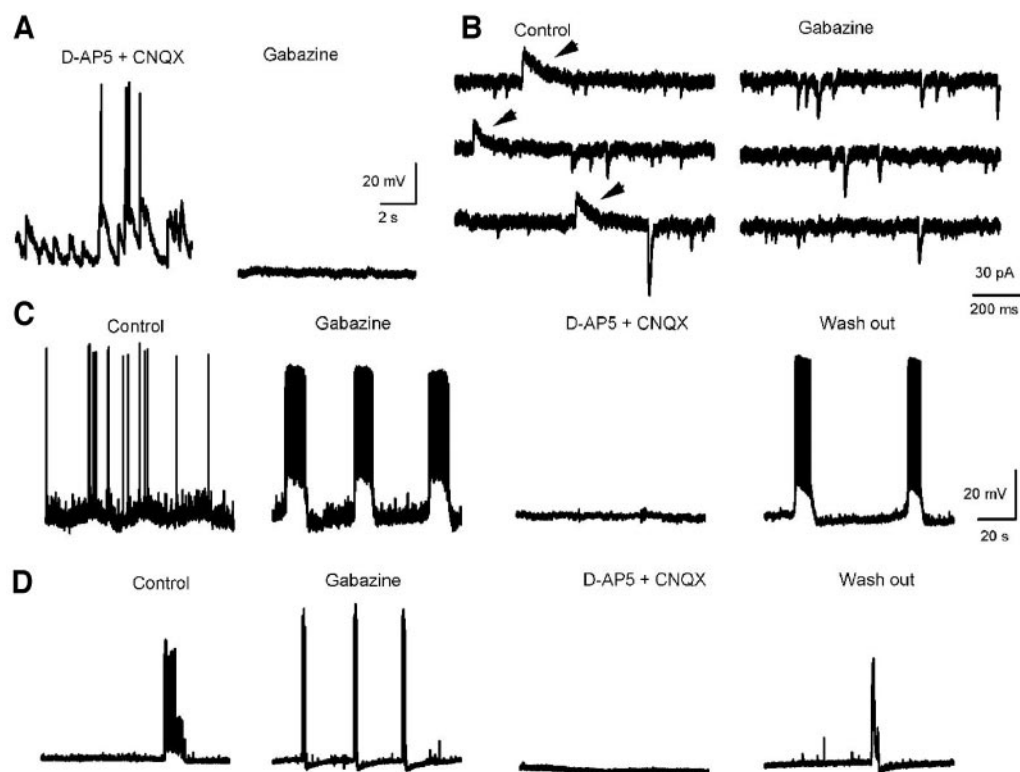 A
D-AP5 + CNQX
Gabazine
20 mV
2 s
B
Control
Gabazine
30 pA
200 ms
C
Control
Gabazine
D-AP5 + CNQX
Wash out
20 mV
20 s
D
Control
Gabazine
D-AP5 + CNQX
Wash out